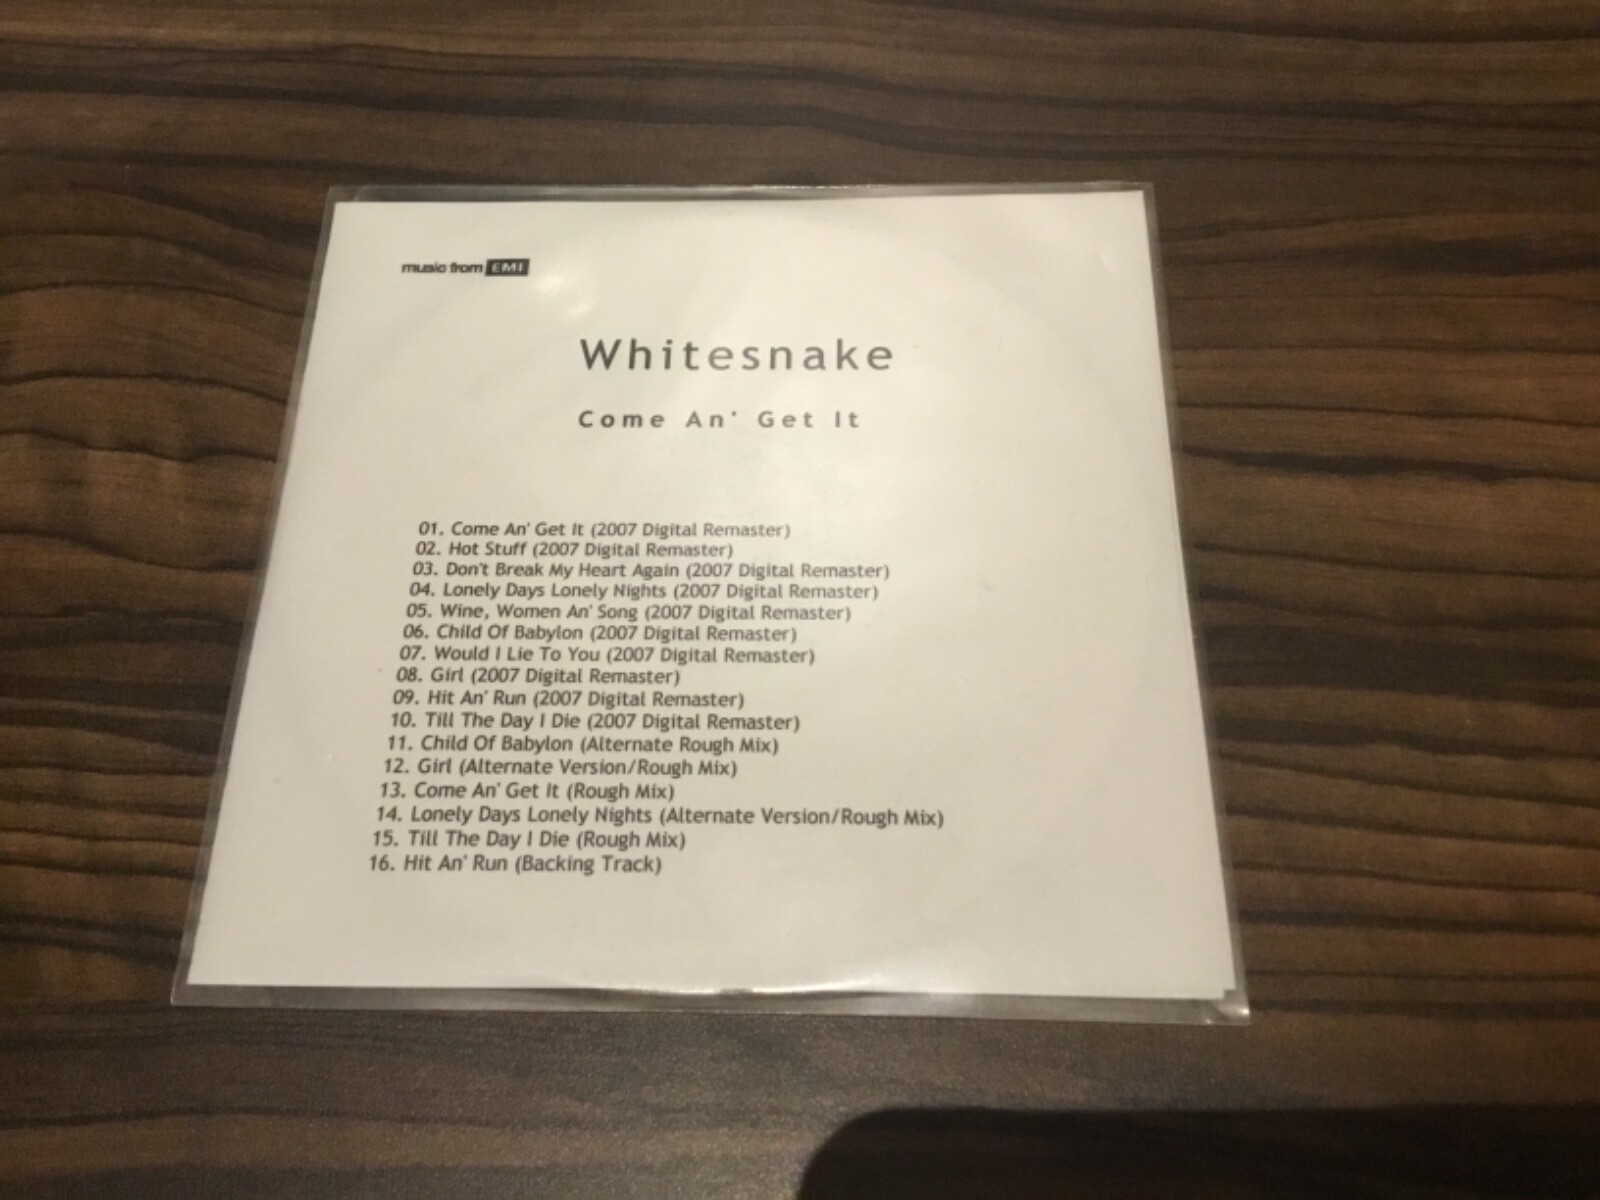 music from EMI
Whitesnake
Come An' Get It
01. Come An' Get It (2007 Digital Remaster)
02. Hot Stuff (2007 Digital Remaster)
03. Don't Break My Heart Again (2007 Digital Remaster)
04. Lonely Days Lonely Nights (2007 Digital Remaster)
05. Wine, Women An' Song (2007 Digital Remaster)
06. Child Of Babylon (2007 Digital Remaster)
07. Would I Lie To You (2007 Digital Remaster)
08. Girl (2007 Digital Remaster)
09. Hit An' Run (2007 Digital Remaster)
10. Till The Day I Die (2007 Digital Remaster)
11. Child Of Babylon (Alternate Rough Mix)
12. Girl (Alternate Version/Rough Mix)
13. Come An' Get It (Rough Mix)
14. Lonely Days Lonely Nights (Alternate Version/Rough Mix)
15. Till The Day I Die (Rough Mix)
16. Hit An' Run (Backing Track)